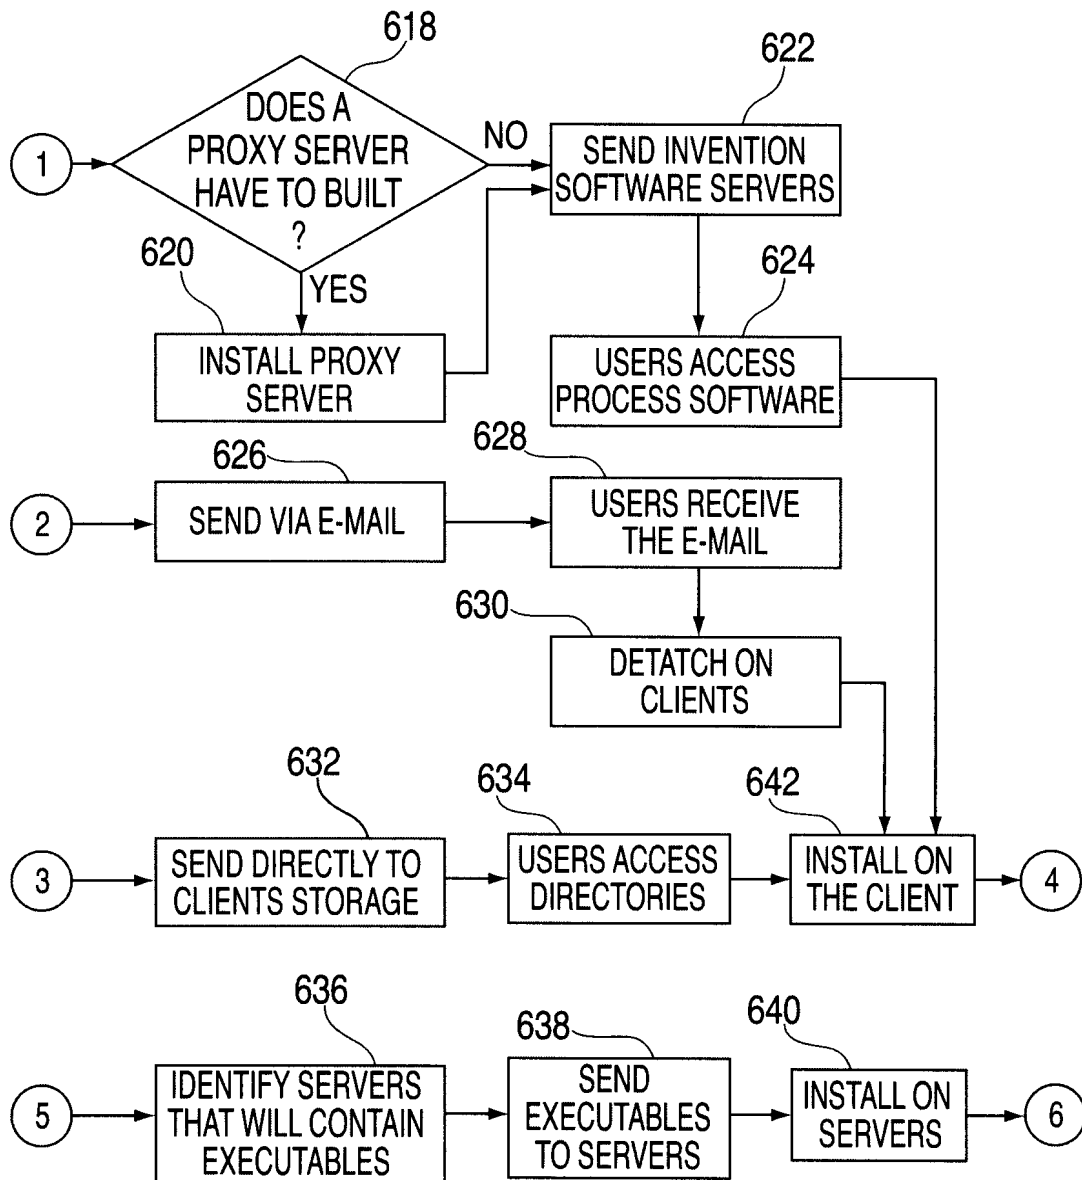 618
DOES A
PROXY SERVER
HAVE TO BUILT
?
1
NO
622
SEND INVENTION
SOFTWARE SERVERS
620
YES
INSTALL PROXY
SERVER
624
USERS ACCESS
PROCESS SOFTWARE
626
2
SEND VIA E-MAIL
628
USERS RECEIVE
THE E-MAIL
630
DETATCH ON
CLIENTS
632
3
SEND DIRECTLY TO
CLIENTS STORAGE
634
USERS ACCESS
DIRECTORIES
642
INSTALL ON
THE CLIENT
4
636
5
IDENTIFY SERVERS
THAT WILL CONTAIN
EXECUTABLES
638
SEND
EXECUTABLES
TO SERVERS
640
INSTALL ON
SERVERS
6